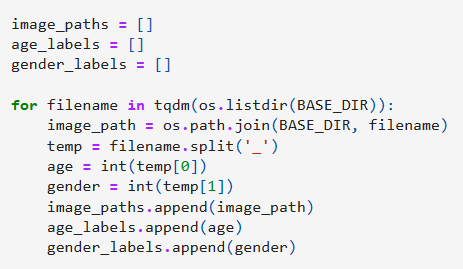 image_paths = []
age_labels = []
gender_labels = []

for filename in tqdm(os.listdir(BASE_DIR)):
    image_path = os.path.join(BASE_DIR, filename)
    temp = filename.split('_')
    age = int(temp[0])
    gender = int(temp[1])
    image_paths.append(image_path)
    age_labels.append(age)
    gender_labels.append(gender)